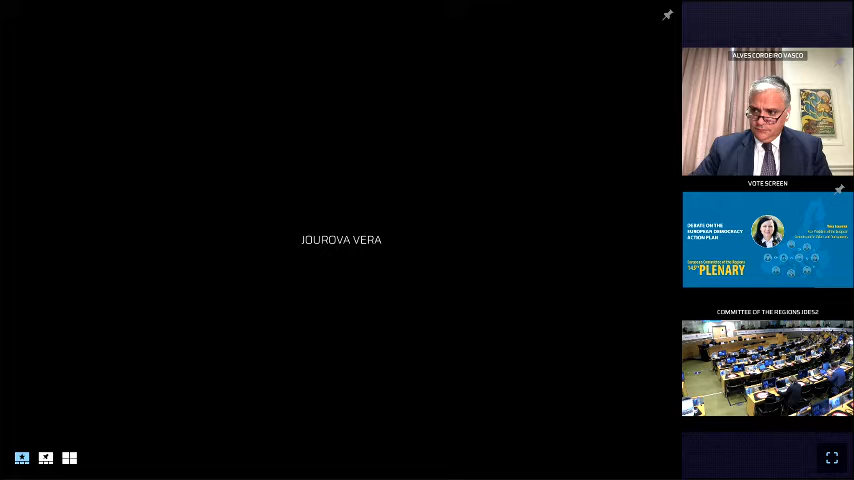 JOUROVA VERA
ALVES CORDEIRO VASCO
VOTE SCREEN
DEBATE ON THE
EUROPEAN DEMOCRACY
ACTION PLAN
European Committee of the Regions
PLENARY
COMMITTEE OF THE REGIONS JDE52